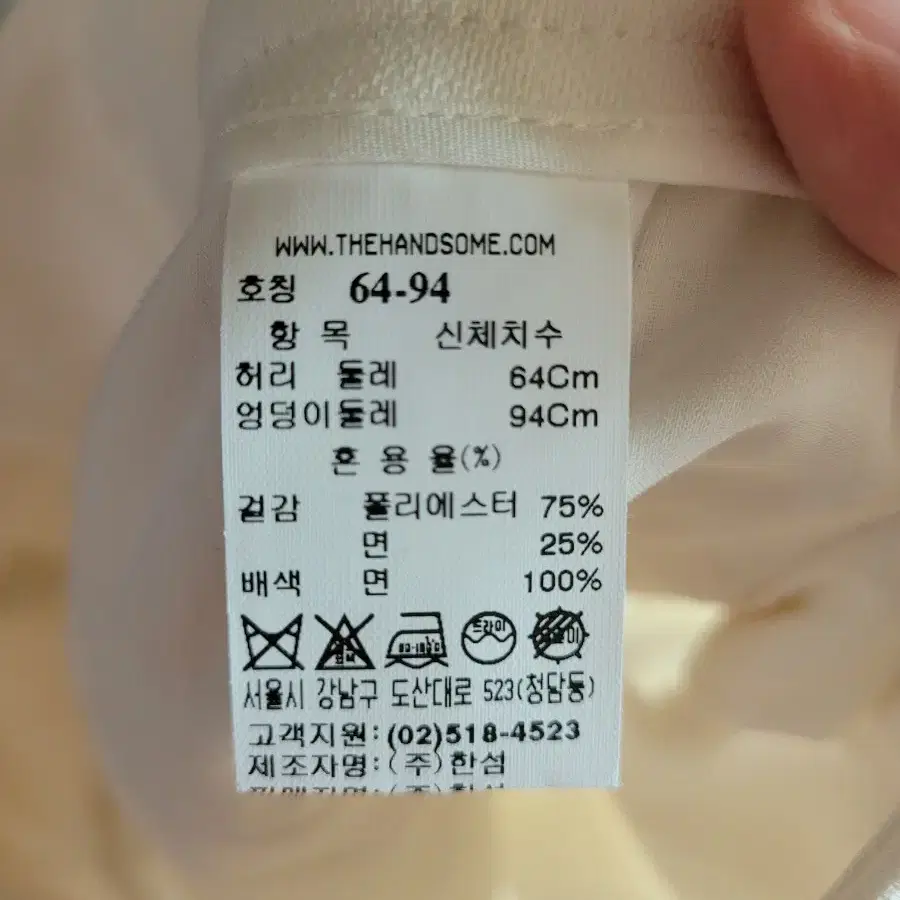 WWW.THEHANDSOME.COM
호칭 64-94
항 목 신체치수
허리 둘레 64Cm
엉덩이둘레 94Cm
혼 용 율(%)
겉감 폴리에스터 75%
면 25%
배색 면 100%
드라이
서울시 강남구 도산대로 523(청담동)
고객지원:(02)518-4523
제조자명:(주)한섬